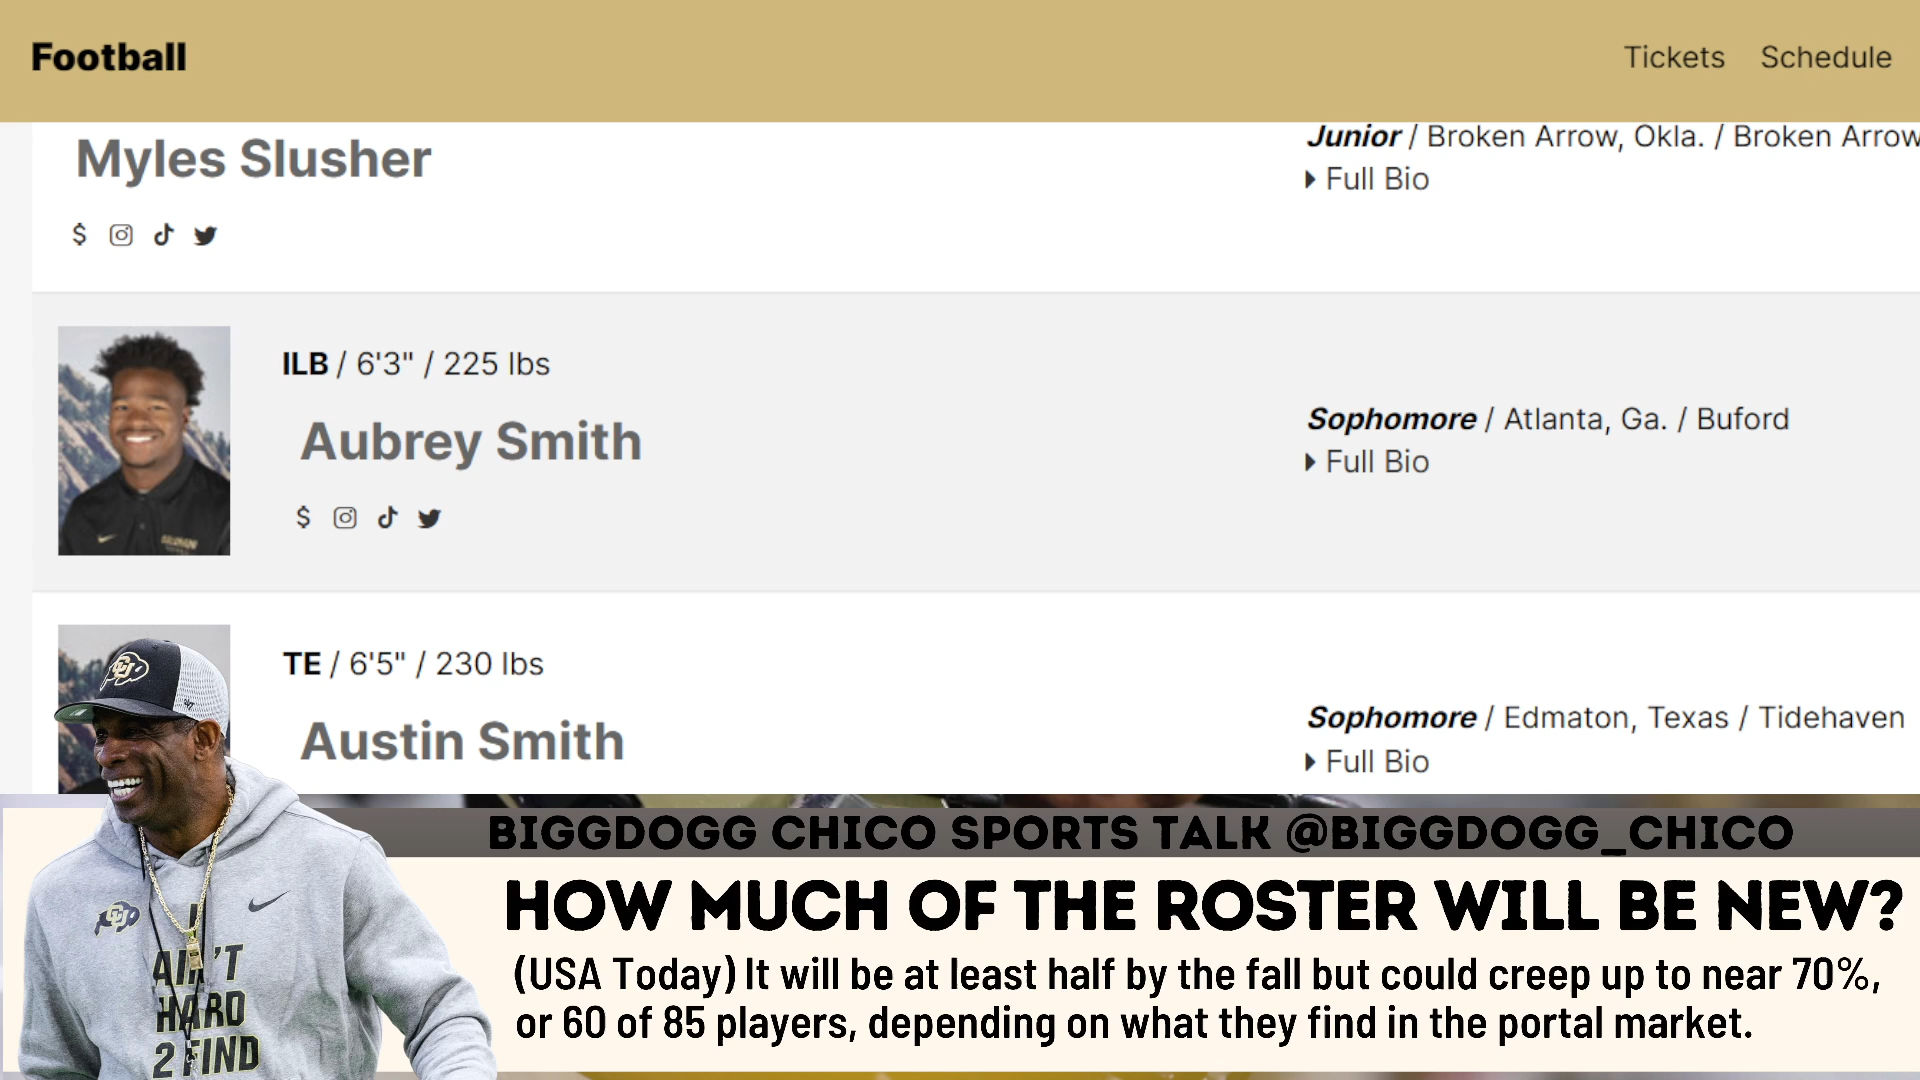 Football
Tickets Schedule
Myles Slusher
Junior / Broken Arrow, Okla. / Broken Arrow
Full Bio
$
ILB / 6'3" / 225 lbs
Aubrey Smith
Sophomore / Atlanta, Ga. / Buford
Full Bio
$
TE / 6'5" / 230 lbs
Austin Smith
Sophomore / Edmaton, Texas / Tidehaven
Full Bio
CU
'47
BIGGDOGG CHICO SPORTS TALK @BIGGDOGG_CHICO
HOW MUCH OF THE ROSTER WILL BE NEW?
(USA Today) It will be at least half by the fall but could creep up to near 70%,
or 60 of 85 players, depending on what they find in the portal market.
CU
I
AIN'T
HARD
2 FIND